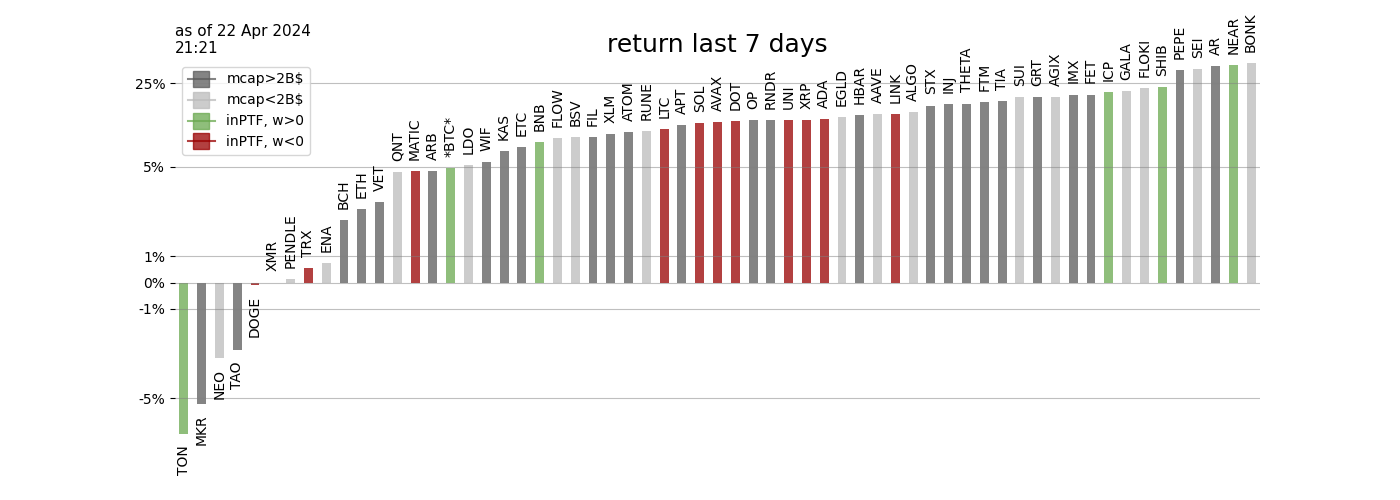 as of 22 Apr 2024
21:21
return last 7 days
mcap>2B$
mcap<2B$
inPTF, w>0
inPTF, w<0
25%
5%
1%
0%
-1%
-5%
TON
MKR
NEO
TAO
DOGE
XMR
PENDLE
TRX
ENA
BCH
ETH
VET
QNT
MATIC
ARB
*BTC*
LDO
WIF
KAS
ETC
BNB
FLOW
BSV
FIL
XLM
ATOM
RUNE
LTC
APT
SOL
AVAX
DOT
OP
RNDR
UNI
XRP
ADA
EGLD
HBAR
AAVE
LINK
ALGO
STX
INJ
THETA
FTM
TIA
SUI
GRT
AGIX
IMX
FET
ICP
GALA
FLOKI
SHIB
PEPE
SEI
AR
NEAR
BONK